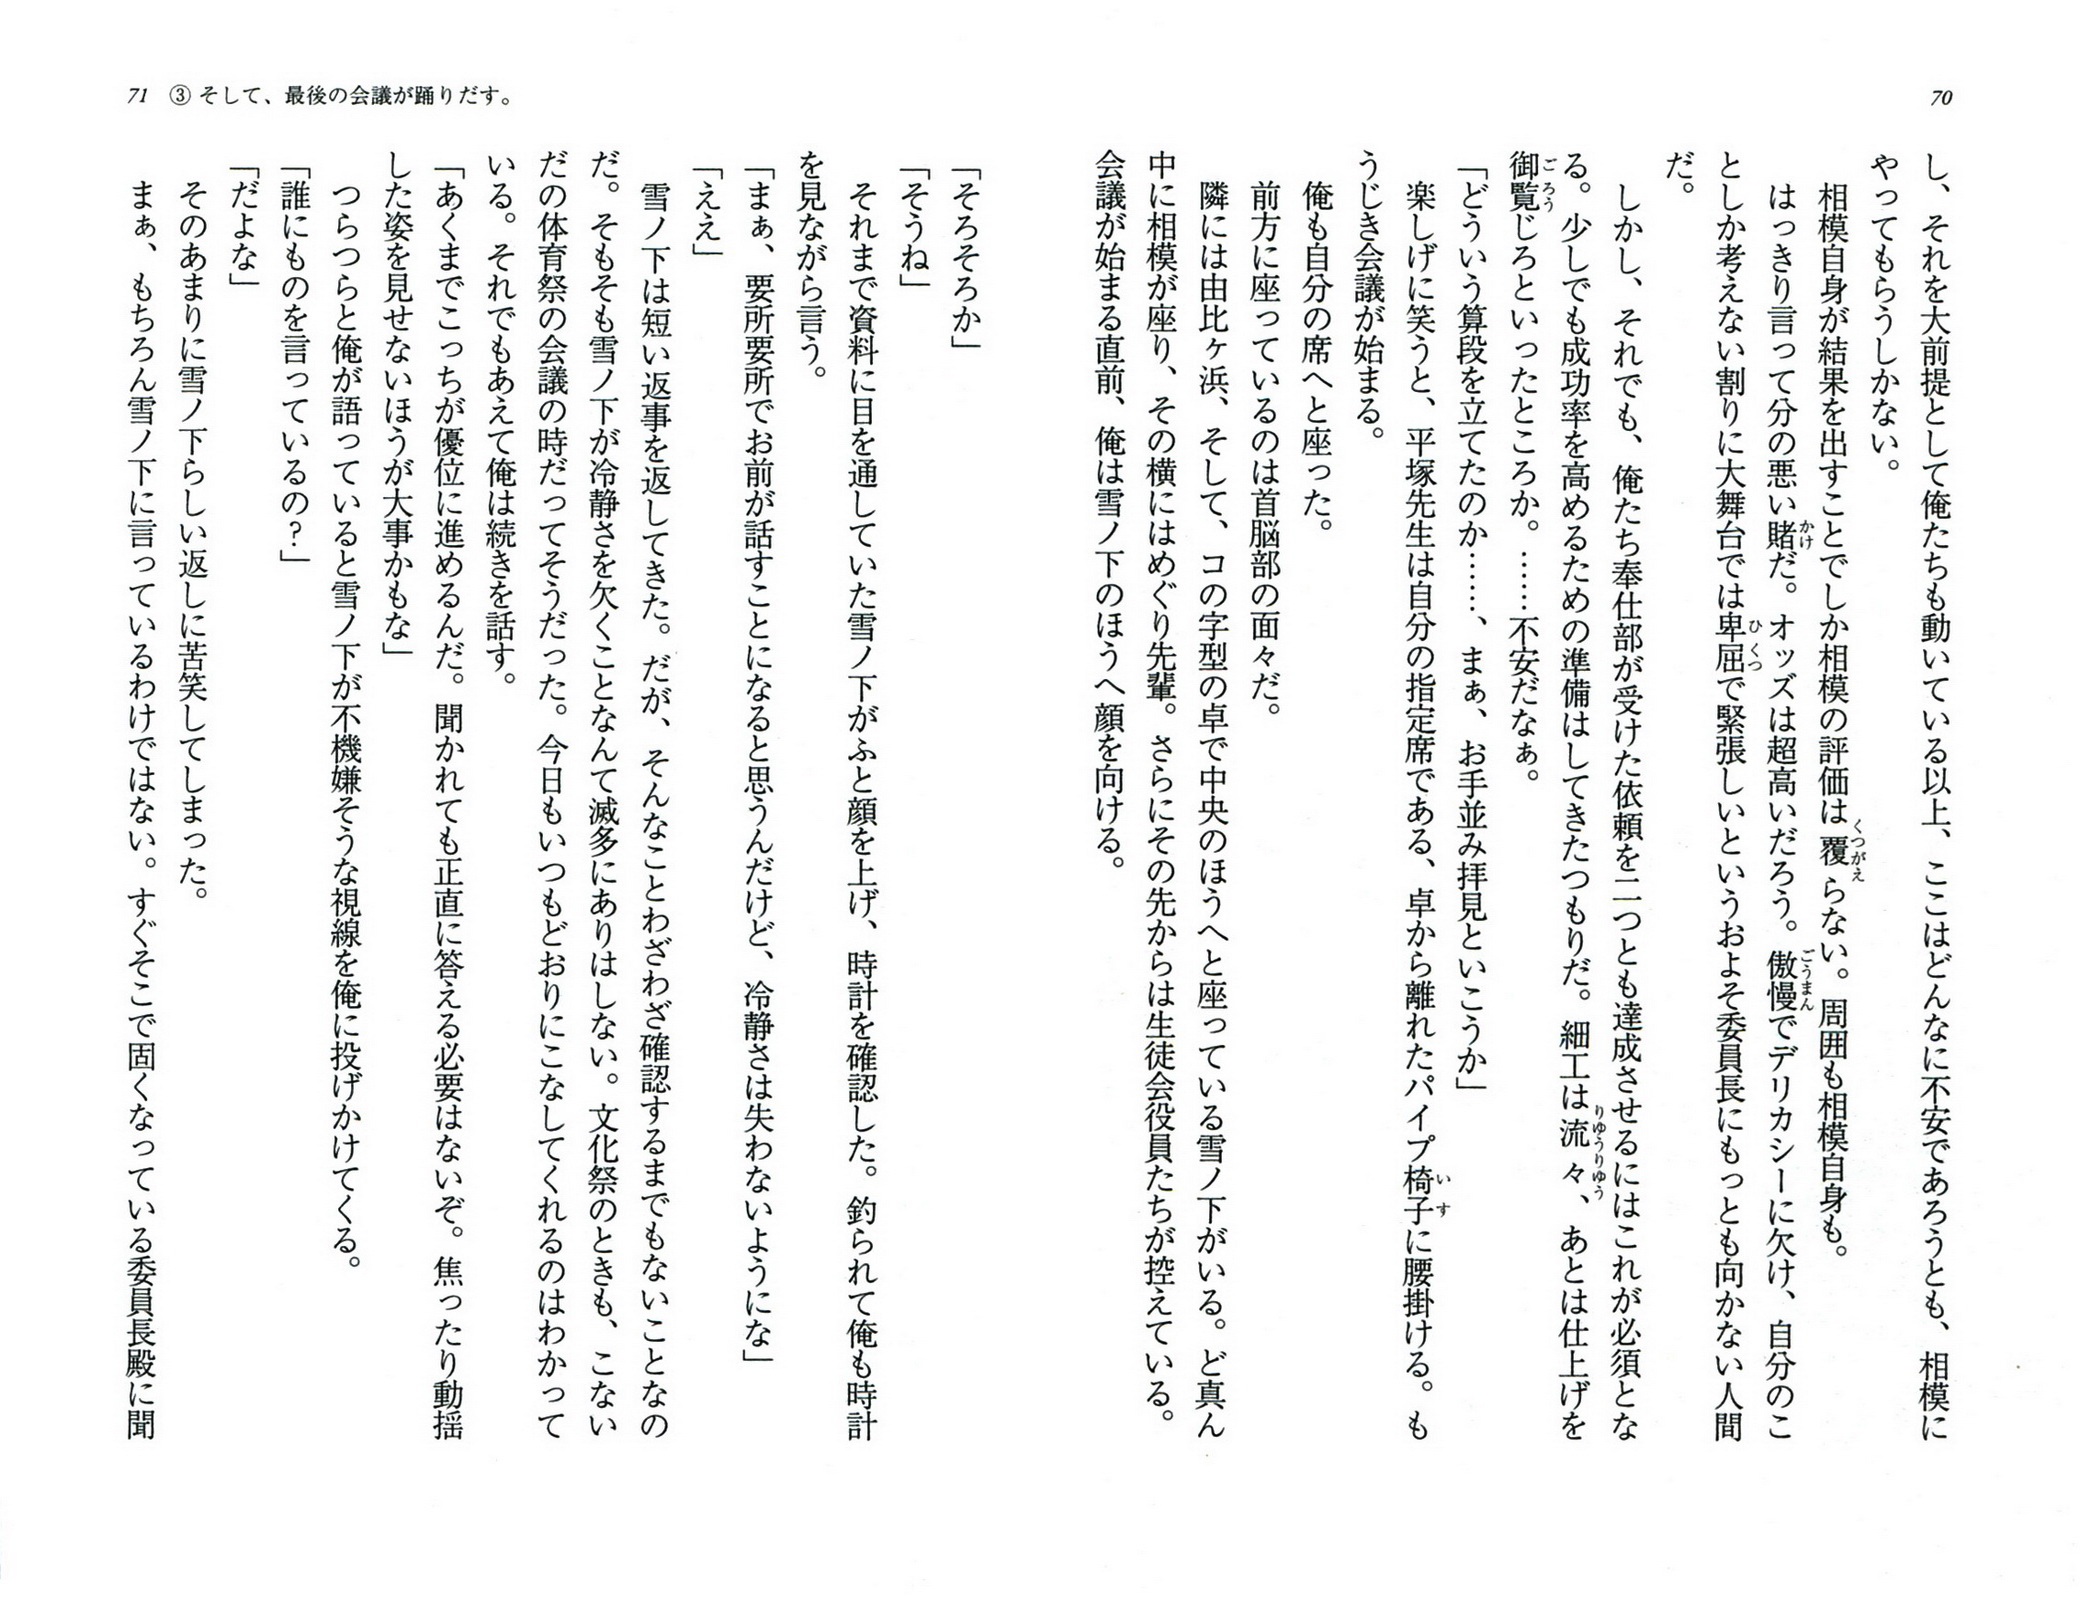 70
し、それを大前提として俺たちも動いている以上、ここはどんなに不安であろうとも、相模に
やってもらうしかない。
相模自身が結果を出すことでしか相模の評価は覆らない。周囲も相模自身も。
はっきり言って分の悪い賭だ。オッズは超高いだろう。傲慢でデリカシーに欠け、自分のこ
としか考えない割りに大舞台では卑屈で緊張しいというおよそ委員長にもっとも向かない人間
だ。
しかし、それでも、俺たち奉仕部が受けた依頼を二つとも達成させるにはこれが必須とな
る。少しでも成功率を高めるための準備はしてきたつもりだ。細工は流々、あとは仕上げを
御覧じろといったところか。……不安だなぁ。
「どういう算段を立てたのか……、まぁ、お手並み拝見といこうか」
楽しげに笑うと、平塚先生は自分の指定席である、卓から離れたパイプ椅子に腰掛ける。も
うじき会議が始まる。
俺も自分の席へと座った。
前方に座っているのは首脳部の面々だ。
隣には由比ヶ浜、そして、コの字型の卓で中央のほうへと座っている雪ノ下がいる。ど真ん
中に相模が座り、その横にはめぐり先輩。さらにその先からは生徒会役員たちが控えている。
会議が始まる直前、俺は雪ノ下のほうへ顔を向ける。
71 ③そして、最後の会議が踊りだす。
「そろそろか」
「そうね」
それまで資料に目を通していた雪ノ下がふと顔を上げ、時計を確認した。釣られて俺も時計
を見ながら言う。
「まぁ、要所要所でお前が話すことになると思うんだけど、冷静さは失わないようにな」
「ええ」
雪ノ下は短い返事を返してきた。だが、そんなことわざわざ確認するまでもないことなの
だ。そもそも雪ノ下が冷静さを欠くことなんて滅多にありはしない。文化祭のときも、こない
だの体育祭の会議の時だってそうだった。今日もいつもどおりにこなしてくれるのはわかって
いる。それでもあえて俺は続きを話す。
「あくまでこっちが優位に進めるんだ。聞かれても正直に答える必要はないぞ。焦ったり動揺
した姿を見せないほうが大事かもな」
つらつらと俺が語っていると雪ノ下が不機嫌そうな視線を俺に投げかけてくる。
「誰にものを言っているの？」
「だよな」
そのあまりに雪ノ下らしい返しに苦笑してしまった。
まぁ、もちろん雪ノ下に言っているわけではない。すぐそこで固くなっている委員長殿に聞